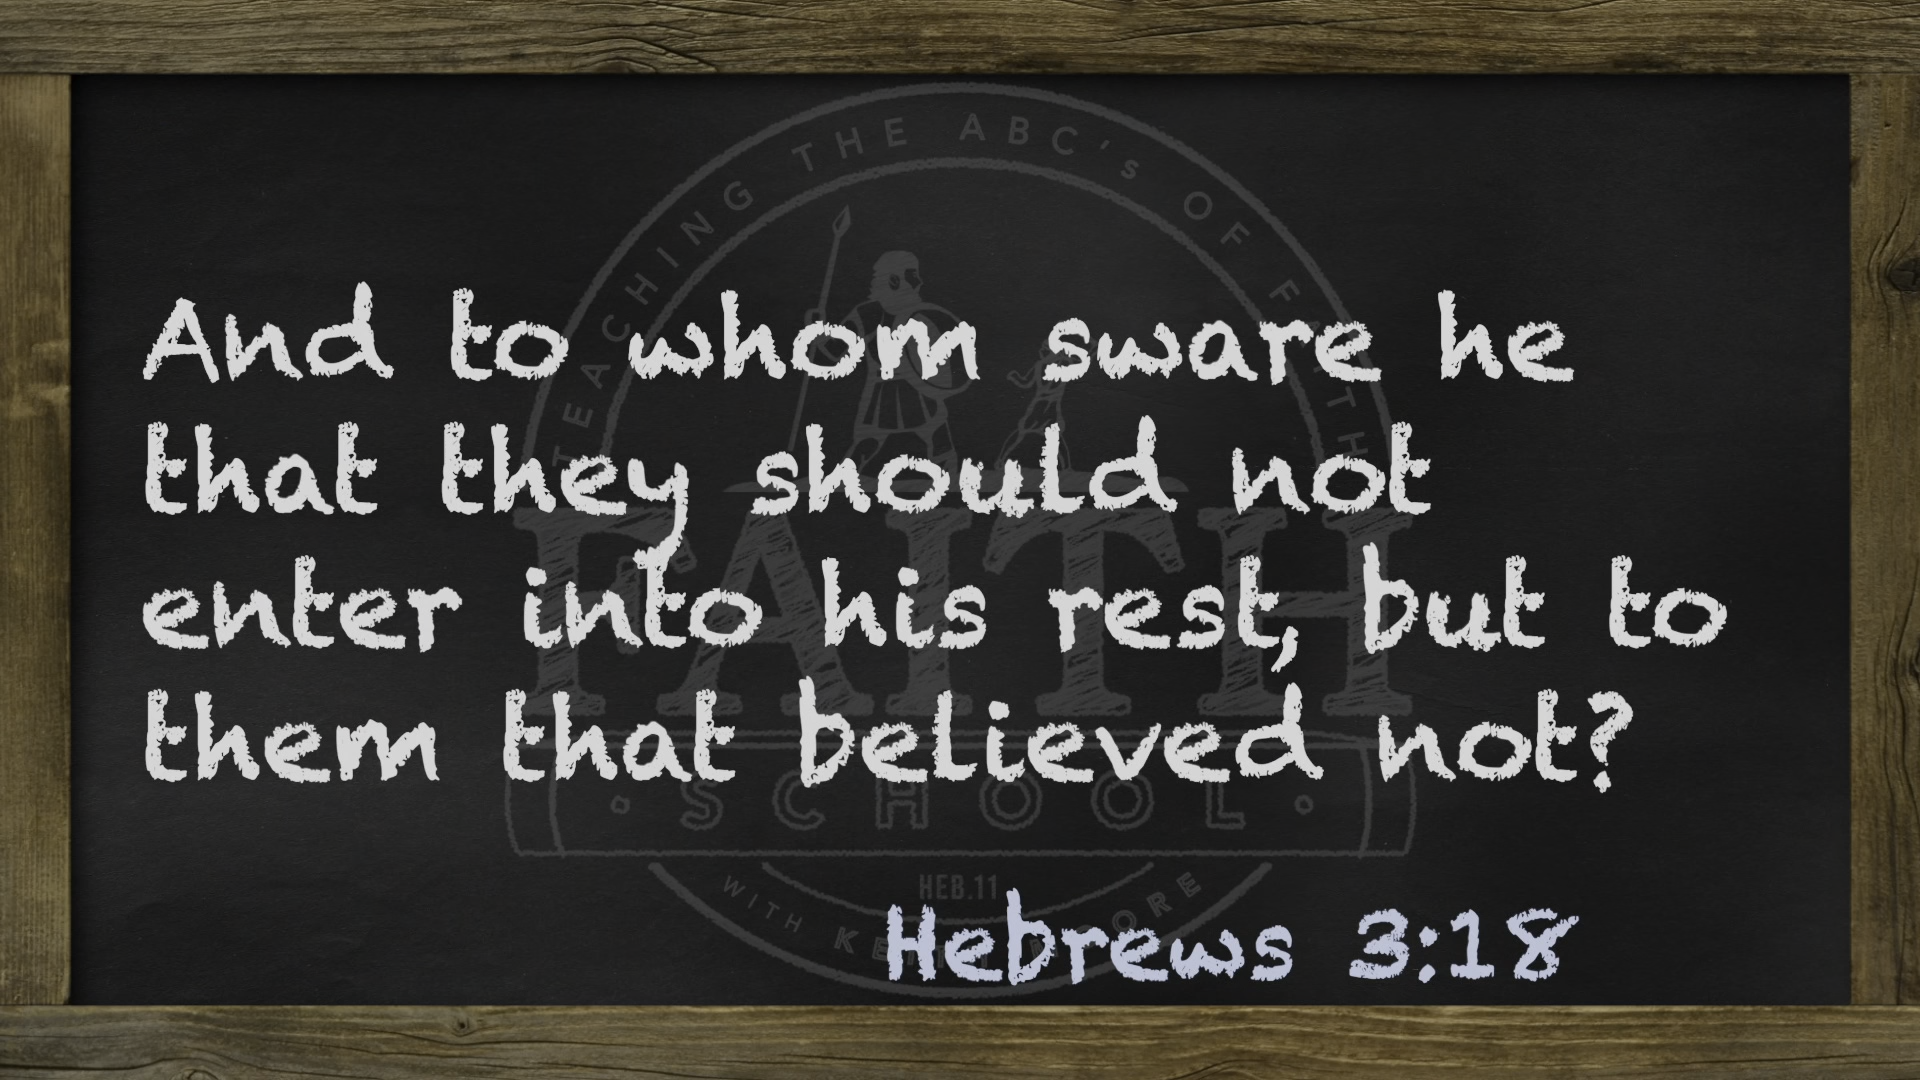 TEACHING THE ABC's OF FAITH
And to whom sware he
that they should not
enter into his rest, but to
them that believed not?
FAITH
SCHOOL
HEB.11
WITH
Hebrews 3:18